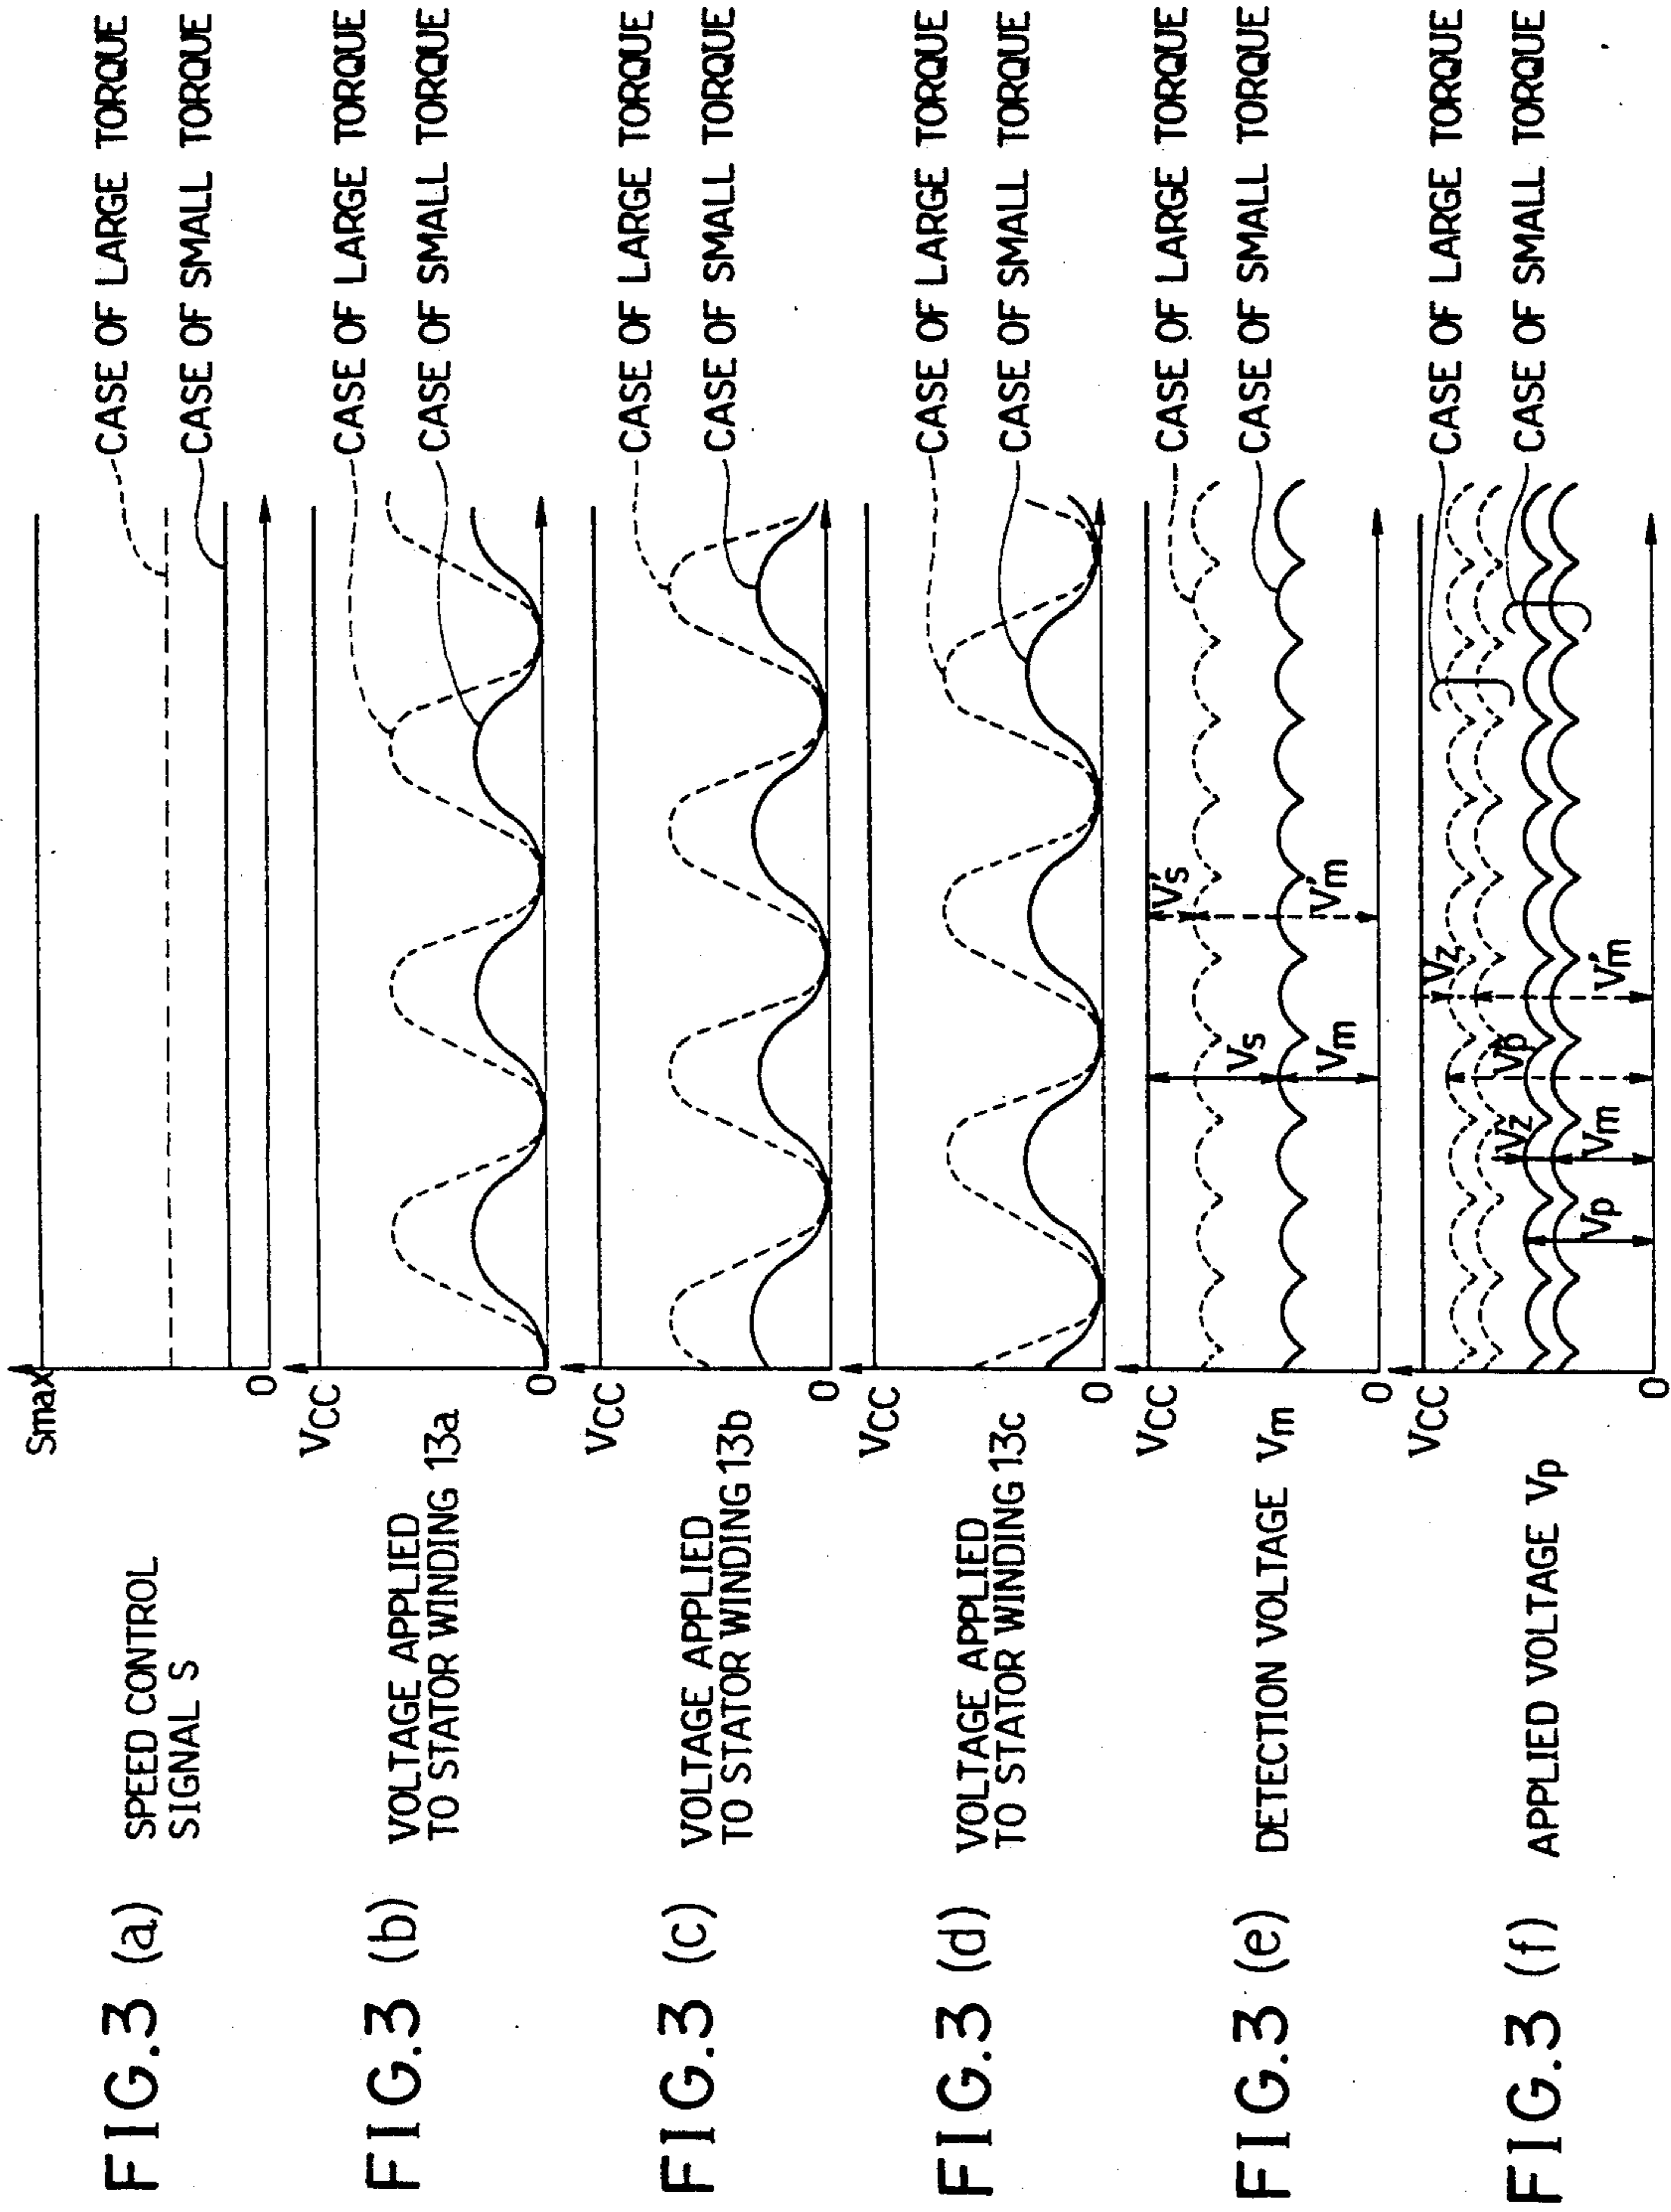 FIG.3 (a) SPEED CONTROL
SIGNAL S
Smax
0
CASE OF LARGE TORQUE
CASE OF SMALL TORQUE
FIG.3 (b) VOLTAGE APPLIED
TO STATOR WINDING 13a
VCC
0
CASE OF LARGE TORQUE
CASE OF SMALL TORQUE
FIG.3 (c) VOLTAGE APPLIED
TO STATOR WINDING 13b
VCC
0
CASE OF LARGE TORQUE
CASE OF SMALL TORQUE
FIG.3 (d) VOLTAGE APPLIED
TO STATOR WINDING 13c
VCC
0
CASE OF LARGE TORQUE
CASE OF SMALL TORQUE
FIG.3 (e) DETECTION VOLTAGE Vm
VCC
0
Vs
Vm
V's
V'm
CASE OF LARGE TORQUE
CASE OF SMALL TORQUE
FIG.3 (f) APPLIED VOLTAGE Vp
VCC
0
Vp
Vz
Vm
V'p
Vz
V'm
CASE OF LARGE TORQUE
CASE OF SMALL TORQUE